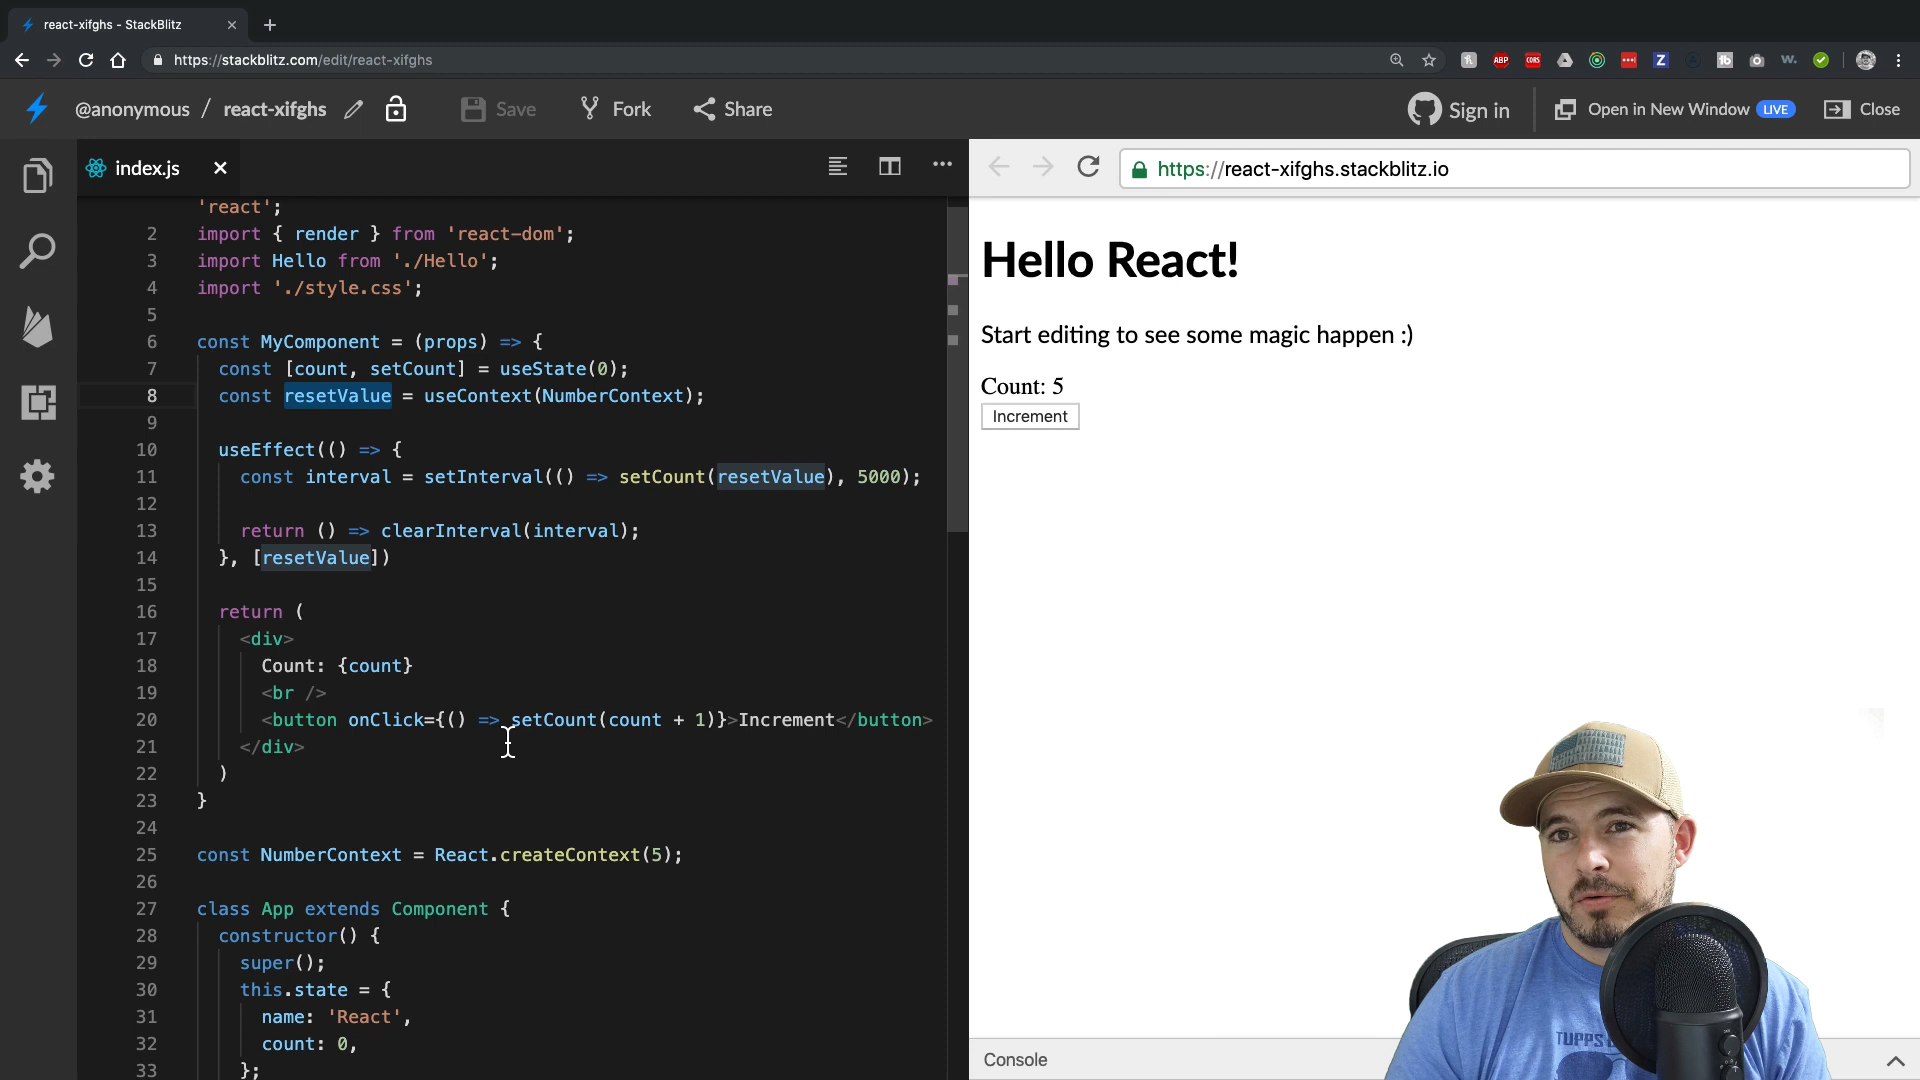 react-xifghs - StackBlitz
https://stackblitz.com/edit/react-xifghs
ABP
CORS
Z
tb
w.
@anonymous / react-xifghs
Save
Fork
Share
Sign in
Open in New Window LIVE
Close
index.js
https://react-xifghs.stackblitz.io
'react';
2 import { render } from 'react-dom';
3 import Hello from './Hello';
4 import './style.css';
5
6 const MyComponent = (props) => {
7 const [count, setCount] = useState(0);
8 const resetValue = useContext(NumberContext);
9
10 useEffect(() => {
11 const interval = setInterval(() => setCount(resetValue), 5000);
12
13 return () => clearInterval(interval);
14 }, [resetValue])
15
16 return (
17 <div>
18 Count: {count}
19 <br />
20 <button onClick={() => setCount(count + 1)}>Increment</button>
21 </div>
22 )
23 }
24
25 const NumberContext = React.createContext(5);
26
27 class App extends Component {
28 constructor() {
29 super();
30 this.state = {
31 name: 'React',
32 count: 0,
33 };
Hello React!
Start editing to see some magic happen :)
Count: 5
Increment
TUPPS
Console